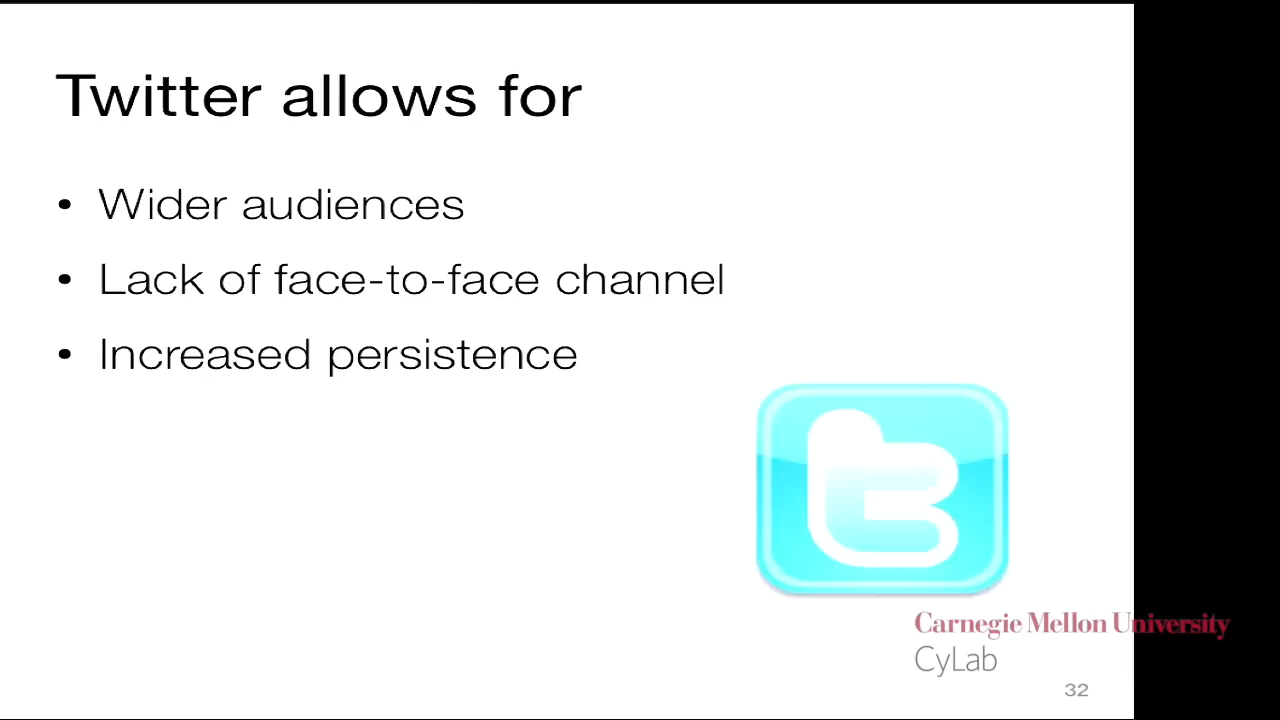 Twitter allows for
• Wider audiences
• Lack of face-to-face channel
• Increased persistence
t
Carnegie Mellon University
CyLab
32